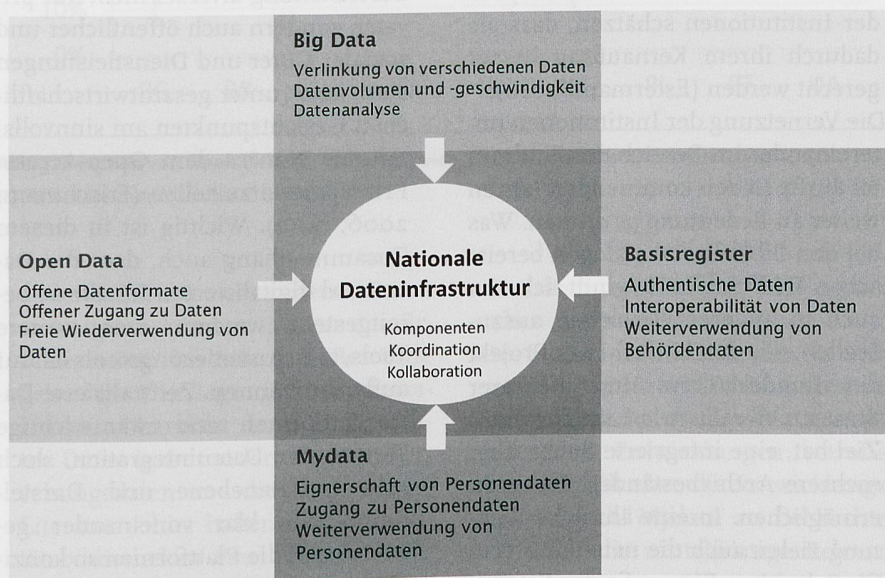 Big Data
Verlinkung von verschiedenen Daten
Datenvolumen und -geschwindigkeit
Datenanalyse
Open Data
Offene Datenformate
Offener Zugang zu Daten
Freie Wiederverwendung von
Daten
Nationale
Dateninfrastruktur
Komponenten
Koordination
Kollaboration
Basisregister
Authentische Daten
Interoperabilität von Daten
Weiterverwendung von
Behördendaten
Mydata
Eignerschaft von Personendaten
Zugang zu Personendaten
Weiterverwendung von
Personendaten